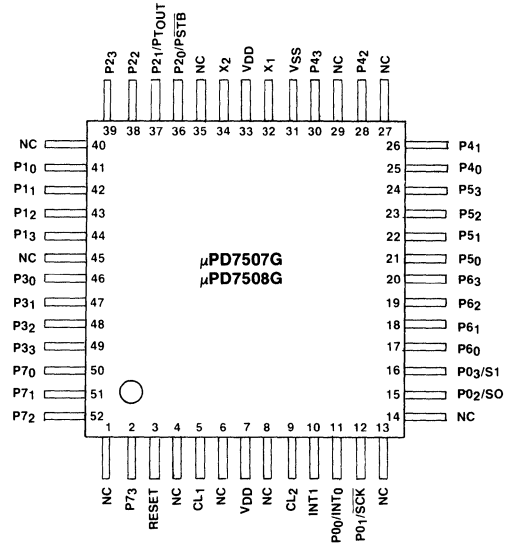 P2₃
P2₂
P2₁/PTOUT
P2₀/P̅S̅T̅B̅
NC
X₂
VDD
X₁
VSS
P4₃
NC
P4₂
NC
39 38 37 36 35 34 33 32 31 30 29 28 27
NC 40
P1₀ 41
P1₁ 42
P1₂ 43
P1₃ 44
NC 45
P3₀ 46
P3₁ 47
P3₂ 48
P3₃ 49
P7₀ 50
P7₁ 51
P7₂ 52
µPD7507G
µPD7508G
26 P4₁
25 P4₀
24 P5₃
23 P5₂
22 P5₁
21 P5₀
20 P6₃
19 P6₂
18 P6₁
17 P6₀
16 P0₃/S1
15 P0₂/SO
14 NC
1 2 3 4 5 6 7 8 9 10 11 12 13
NC
P7₃
RESET
NC
CL₁
NC
VDD
NC
CL₂
INT1
P0₀/INT₀
P0₁/S̅C̅K̅
NC